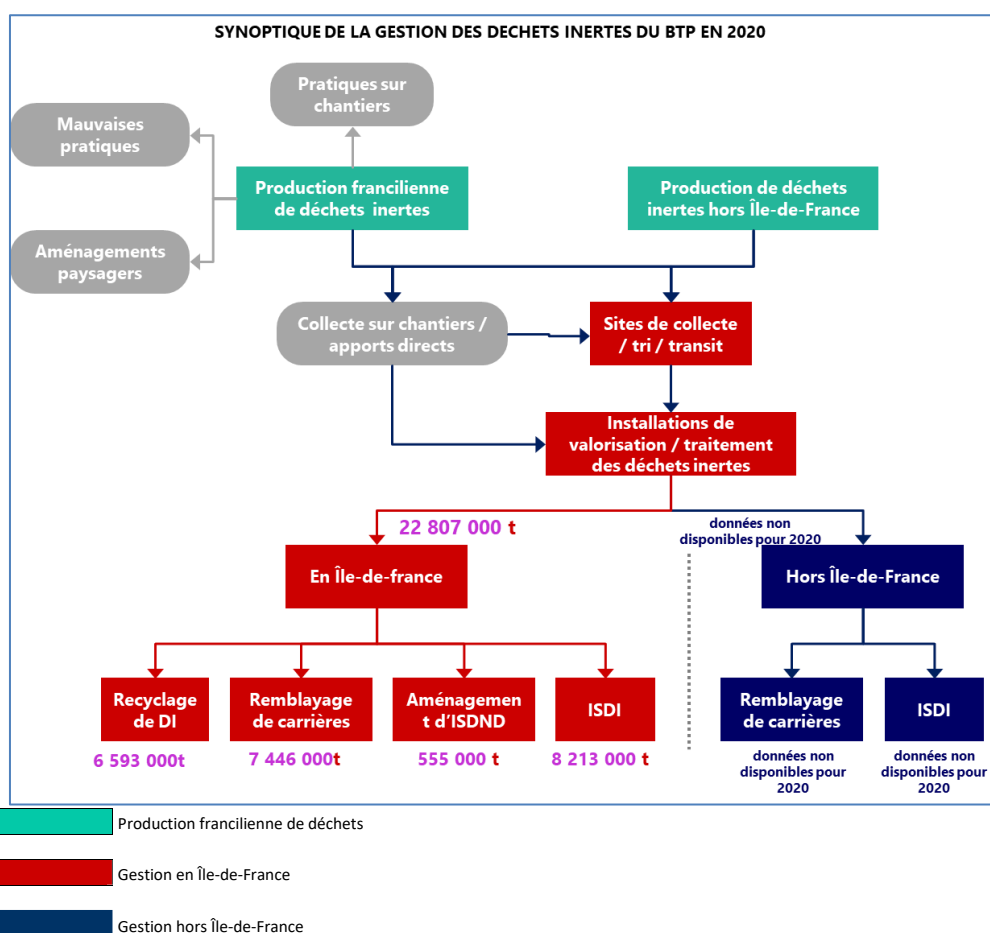 SYNOPTIQUE DE LA GESTION DES DECHETS INERTES DU BTP EN 2020
Pratiques sur
chantiers
Mauvaises
pratiques
Production francilienne
de déchets inertes
Production de déchets
inertes hors Île-de-France
Aménagements
paysagers
Collecte sur chantiers /
apports directs
Sites de collecte
/ tri / transit
Installations de
valorisation / traitement
des déchets inertes
22 807 000 t
données non
disponibles pour 2020
En Île-de-france
Hors Île-de-France
Recyclage
de DI
Remblayage
de carrières
Aménagemen
t d'ISDND
ISDI
Remblayage
de carrières
ISDI
6 593 000t
7 446 000t
555 000 t
8 213 000 t
données non
disponibles pour
2020
données non
disponibles pour
2020
Production francilienne de déchets
Gestion en Île-de-France
Gestion hors Île-de-France